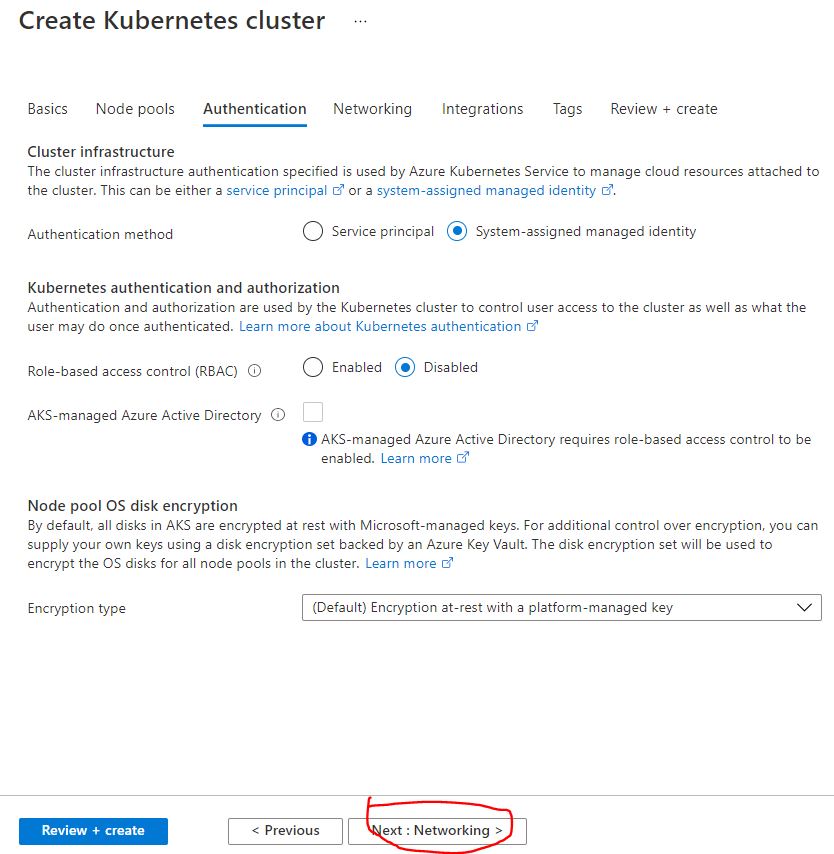 Create Kubernetes cluster ...
Basics Node pools Authentication Networking Integrations Tags Review + create
Cluster infrastructure
The cluster infrastructure authentication specified is used by Azure Kubernetes Service to manage cloud resources attached to
the cluster. This can be either a service principal or a system-assigned managed identity.
Authentication method Service principal System-assigned managed identity
Kubernetes authentication and authorization
Authentication and authorization are used by the Kubernetes cluster to control user access to the cluster as well as what the
user may do once authenticated. Learn more about Kubernetes authentication
Role-based access control (RBAC) Enabled Disabled
AKS-managed Azure Active Directory
AKS-managed Azure Active Directory requires role-based access control to be
enabled. Learn more
Node pool OS disk encryption
By default, all disks in AKS are encrypted at rest with Microsoft-managed keys. For additional control over encryption, you can
supply your own keys using a disk encryption set backed by an Azure Key Vault. The disk encryption set will be used to
encrypt the OS disks for all node pools in the cluster. Learn more
Encryption type (Default) Encryption at-rest with a platform-managed key
Review + create < Previous Next : Networking >